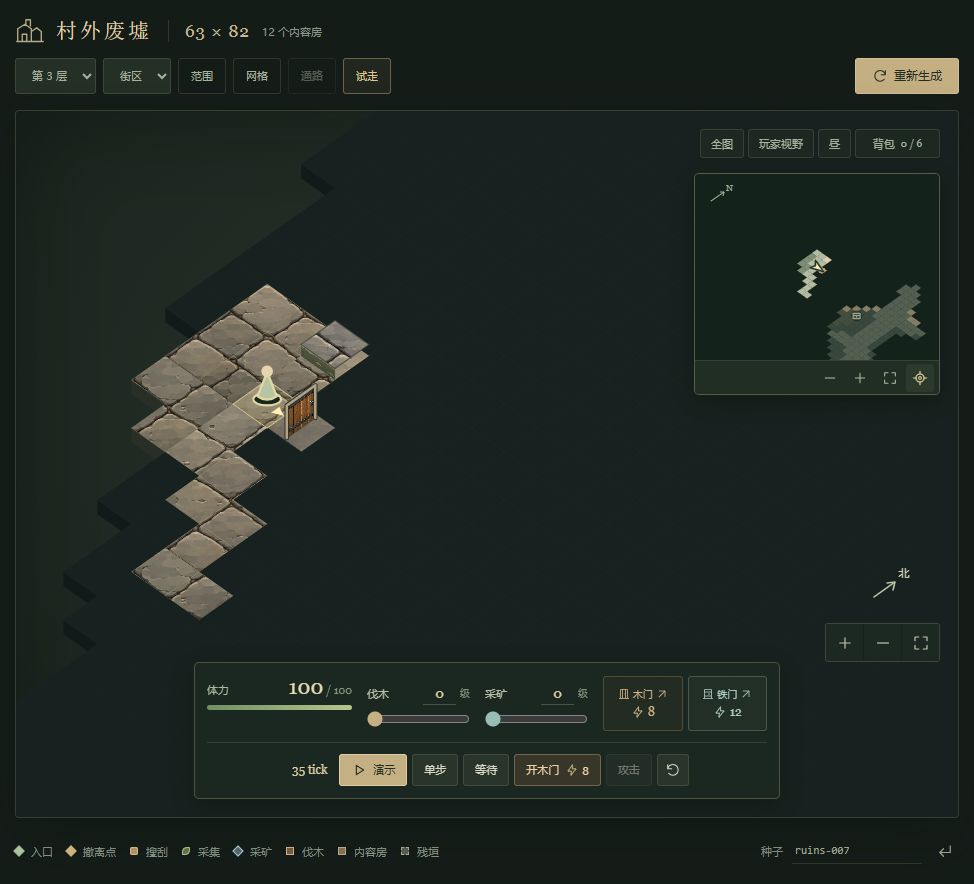 村外废墟 63 × 82 12 个内容房
第 3 层 街区 范围 网格 通路 试走 重新生成
全图 玩家视野 昼 背包 0 / 6
N
北
体力 100 / 100 伐木 0 级 采矿 0 级 木门 铁门
8 12
35 tick 演示 单步 等待 开木门 8 攻击
入口 撤离点 搜刮 采集 采矿 伐木 内容房 残垣 种子 ruins-007